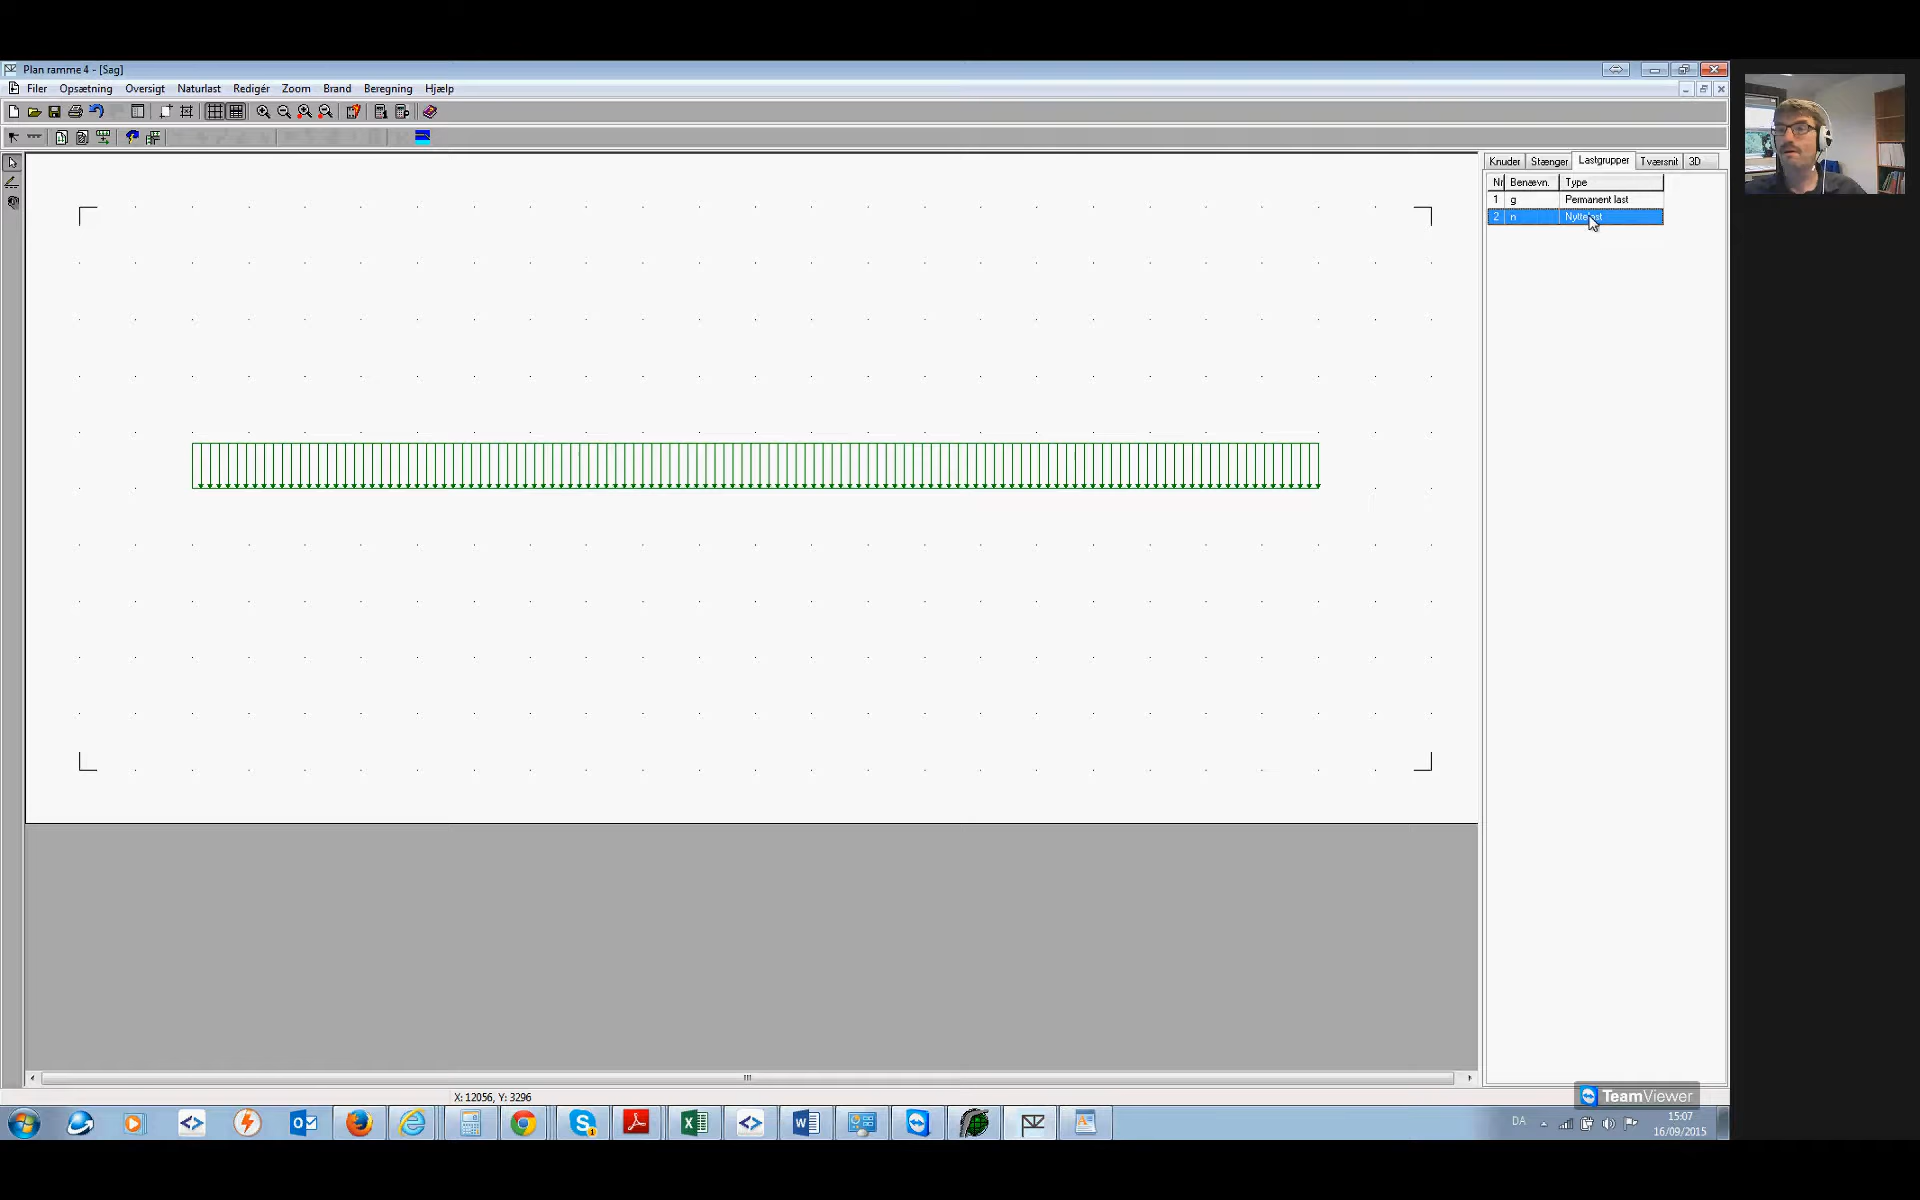 Plan ramme 4 - [Sag]
Filer Opsætning Oversigt Naturlast Redigér Zoom Brand Beregning Hjælp
Knuder Stænger Lastgrupper Tværsnit 3D
Nr Benævn. Type
1 g Permanent last
2 n Nyttelast
X: 12056, Y: 3296
TeamViewer
DA 15:07
16/09/2015